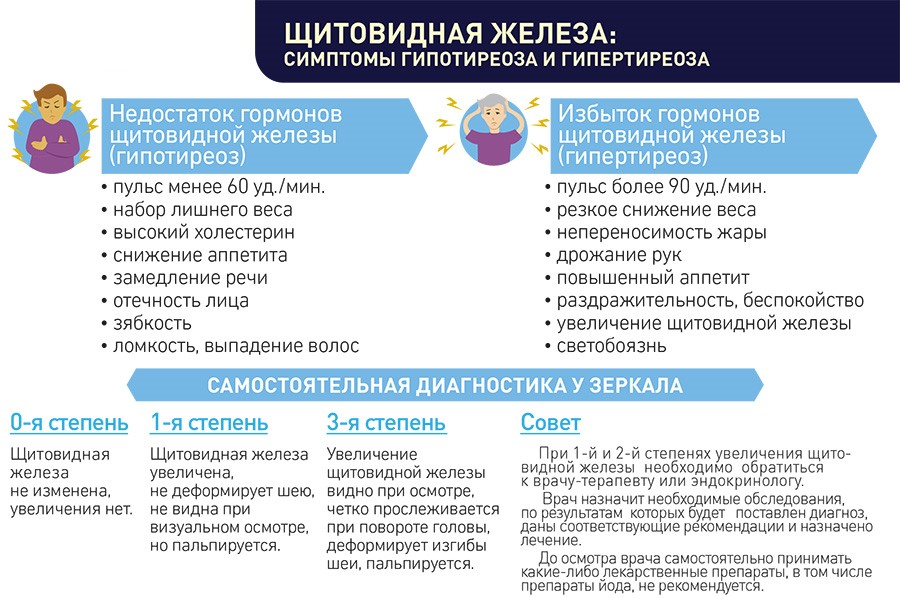 ЩИТОВИДНАЯ ЖЕЛЕЗА:
СИМПТОМЫ ГИПОТИРЕОЗА И ГИПЕРТИРЕОЗА
Недостаток гормонов
щитовидной железы
(гипотиреоз)
• пульс менее 60 уд./мин.
• набор лишнего веса
• высокий холестерин
• снижение аппетита
• замедление речи
• отечность лица
• зябкость
• ломкость, выпадение волос
Избыток гормонов
щитовидной железы
(гипертиреоз)
• пульс более 90 уд./мин.
• резкое снижение веса
• непереносимость жары
• дрожание рук
• повышенный аппетит
• раздражительность, беспокойство
• увеличение щитовидной железы
• светобоязнь
САМОСТОЯТЕЛЬНАЯ ДИАГНОСТИКА У ЗЕРКАЛА
0-я степень
Щитовидная
железа
не изменена,
увеличения нет.
1-я степень
Щитовидная железа
увеличена,
не деформирует шею,
не видна при
визуальном осмотре,
но пальпируется.
3-я степень
Увеличение
щитовидной железы
видно при осмотре,
четко прослеживается
при повороте головы,
деформирует изгибы
шеи, пальпируется.
Совет
При 1-й и 2-й степенях увеличения щито-
видной железы необходимо обратиться
к врачу-терапевту или эндокринологу.
Врач назначит необходимые обследования,
по результатам которых будет поставлен диагноз,
даны соответствующие рекомендации и назначено
лечение.
До осмотра врача самостоятельно принимать
какие-либо лекарственные препараты, в том числе
препараты йода, не рекомендуется.